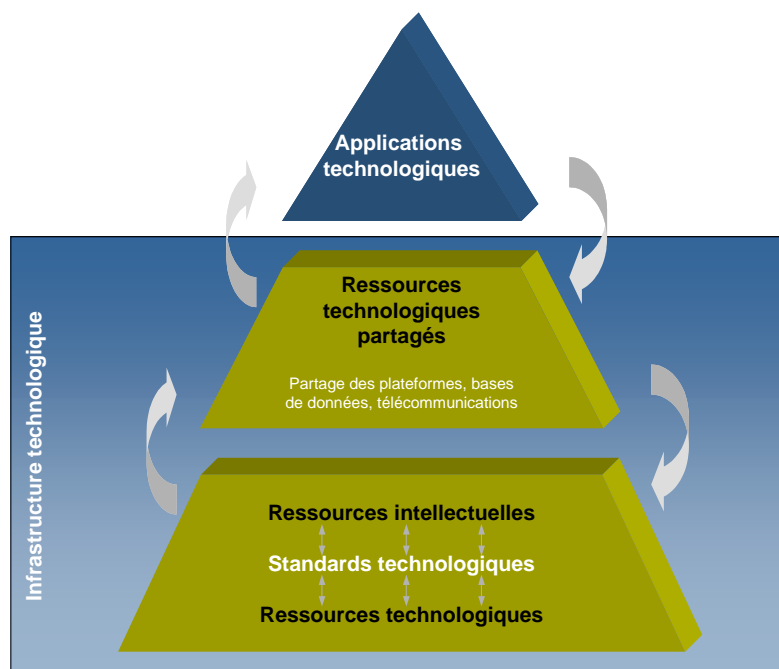 Applications
technologiques
Ressources
technologiques
partagés
Partage des plateformes, bases
de données, télécommunications
Infrastructure technologique
Ressources intellectuelles
Standards technologiques
Ressources technologiques